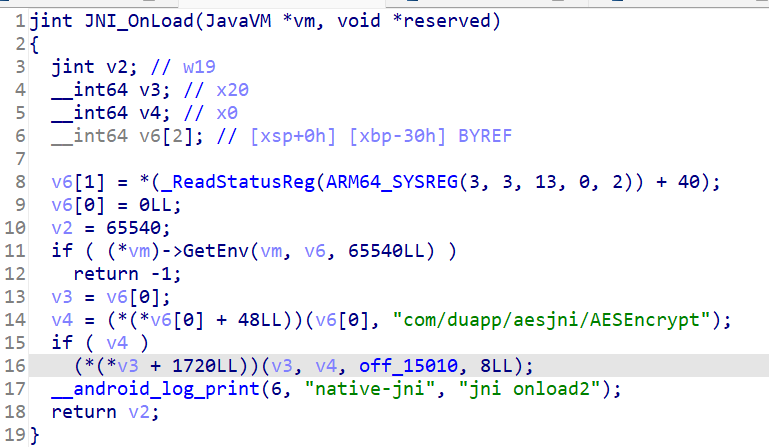 1 jint JNI_OnLoad(JavaVM *vm, void *reserved)
2 {
3   jint v2; // w19
4   __int64 v3; // x20
5   __int64 v4; // x0
6   __int64 v6[2]; // [xsp+0h] [xbp-30h] BYREF
7
8   v6[1] = *(_ReadStatusReg(ARM64_SYSREG(3, 3, 13, 0, 2)) + 40);
9   v6[0] = 0LL;
10   v2 = 65540;
11   if ( (*vm)->GetEnv(vm, v6, 65540LL) )
12     return -1;
13   v3 = v6[0];
14   v4 = (*(*v6[0] + 48LL))(v6[0], "com/duapp/aesjni/AESEncrypt");
15   if ( v4 )
16     (*(*v3 + 1720LL))(v3, v4, off_15010, 8LL);
17   __android_log_print(6, "native-jni", "jni onload2");
18   return v2;
19 }